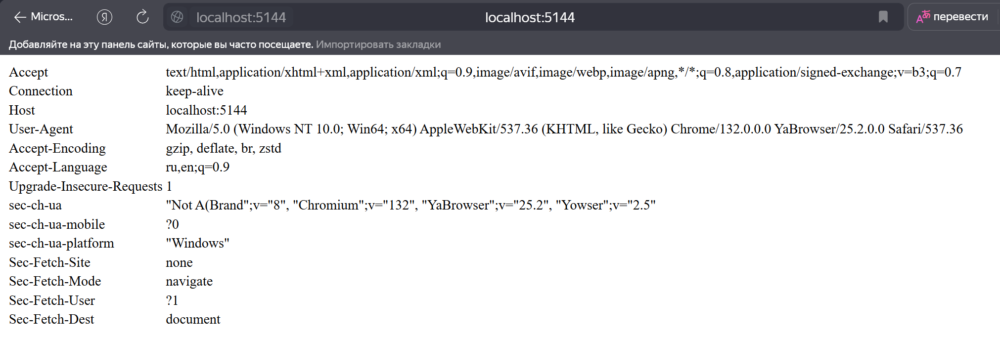 Micros... Я localhost:5144 localhost:5144 Aあ перевести
Добавляйте на эту панель сайты, которые вы часто посещаете. Импортировать закладки
Accept text/html,application/xhtml+xml,application/xml;q=0.9,image/avif,image/webp,image/apng,*/*;q=0.8,application/signed-exchange;v=b3;q=0.7
Connection keep-alive
Host localhost:5144
User-Agent Mozilla/5.0 (Windows NT 10.0; Win64; x64) AppleWebKit/537.36 (KHTML, like Gecko) Chrome/132.0.0.0 YaBrowser/25.2.0.0 Safari/537.36
Accept-Encoding gzip, deflate, br, zstd
Accept-Language ru,en;q=0.9
Upgrade-Insecure-Requests 1
sec-ch-ua "Not A(Brand";v="8", "Chromium";v="132", "YaBrowser";v="25.2", "Yowser";v="2.5"
sec-ch-ua-mobile ?0
sec-ch-ua-platform "Windows"
Sec-Fetch-Site none
Sec-Fetch-Mode navigate
Sec-Fetch-User ?1
Sec-Fetch-Dest document